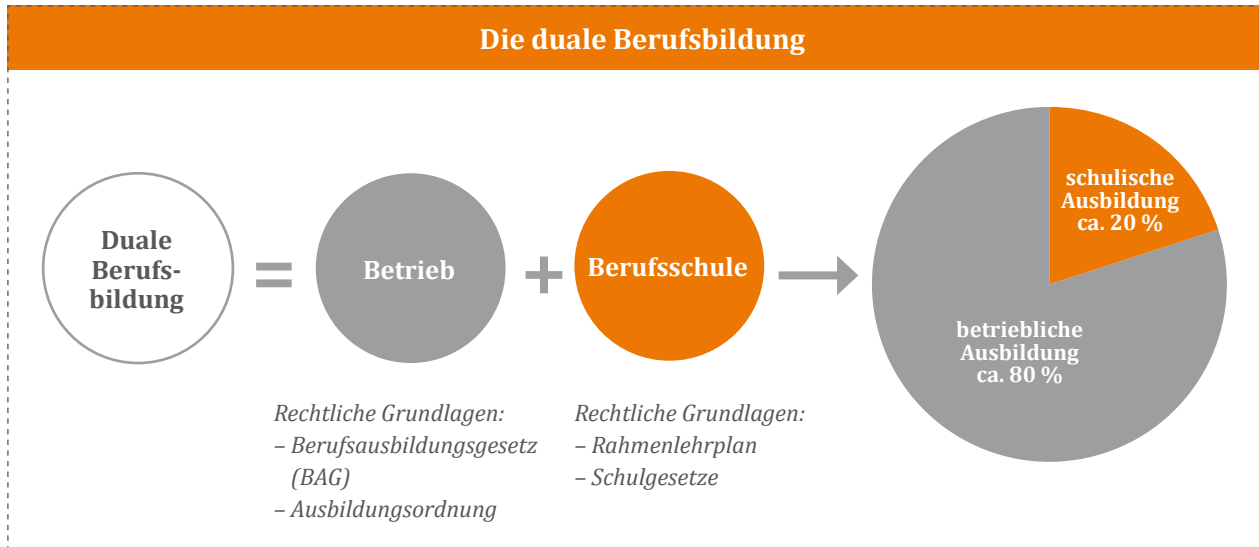 Die duale Berufsbildung
Duale
Berufs-
bildung
=
Betrieb
+
Berufsschule
schulische
Ausbildung
ca. 20 %
betriebliche
Ausbildung
ca. 80 %
Rechtliche Grundlagen:
– Berufsausbildungsgesetz
(BAG)
– Ausbildungsordnung
Rechtliche Grundlagen:
– Rahmenlehrplan
– Schulgesetze